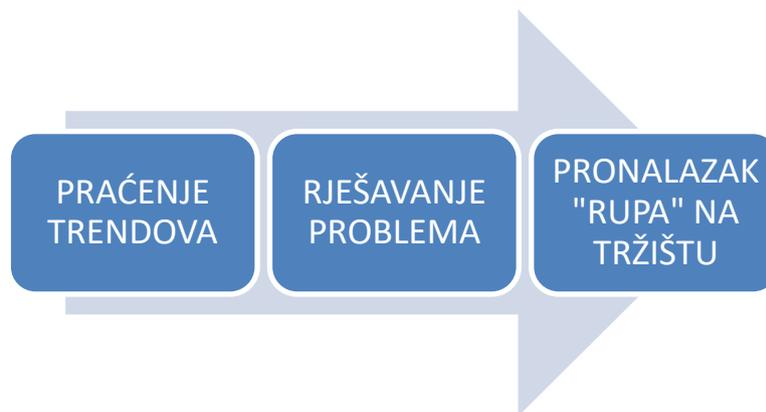 PRAĆENJE
TRENDOVA
RJEŠAVANJE
PROBLEMA
PRONALAZAK
"RUPA" NA
TRŽIŠTU